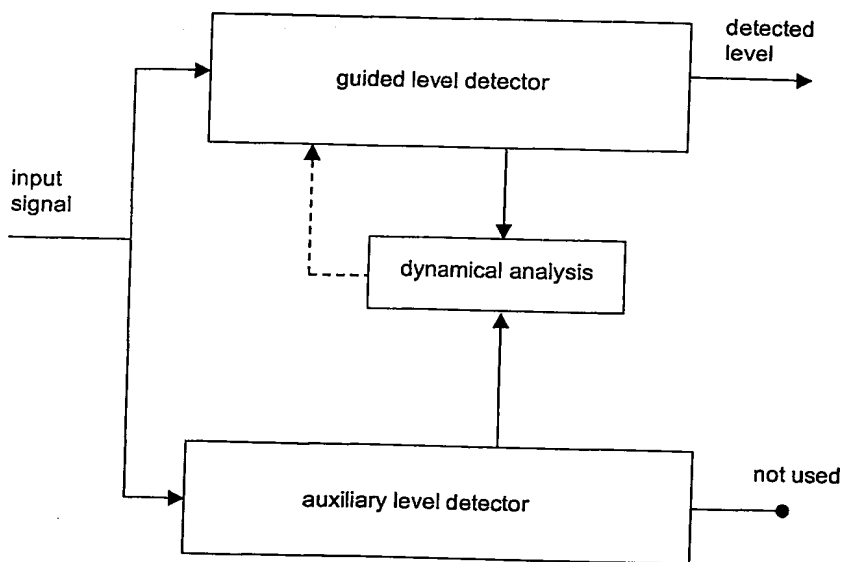 detected
level
guided level detector
input
signal
dynamical analysis
not used
auxiliary level detector